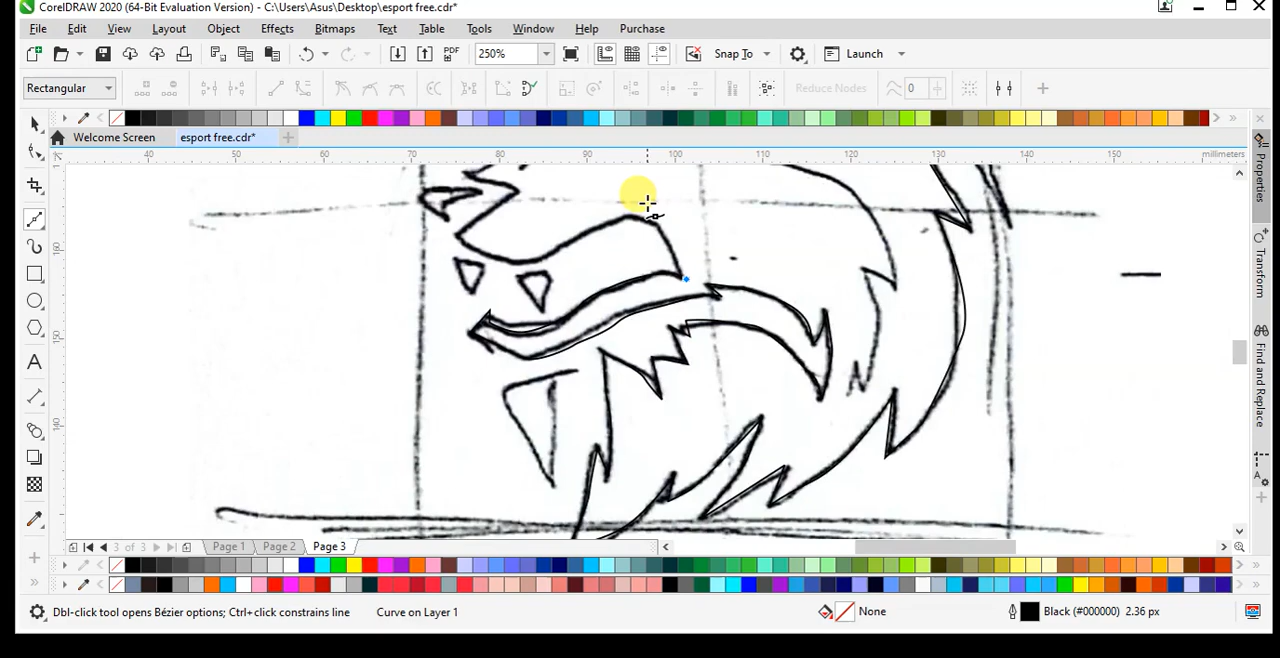 CorelDRAW 2020 (64-Bit Evaluation Version) - C:\Users\Asus\Desktop\esport free.cdr*
File Edit View Layout Object Effects Bitmaps Text Table Tools Window Help Purchase
PDF 250% Snap To Launch
Rectangular Reduce Nodes 0
Welcome Screen esport free.cdr*
40 50 60 70 80 90 100 110 120 130 140 150 millimeters
160
150
140
Properties
Transform
Find and Replace
3 of 3 Page 1 Page 2 Page 3
Dbl-click tool opens Bézier options; Ctrl+click constrains line Curve on Layer 1 None Black (#000000) 2.36 px